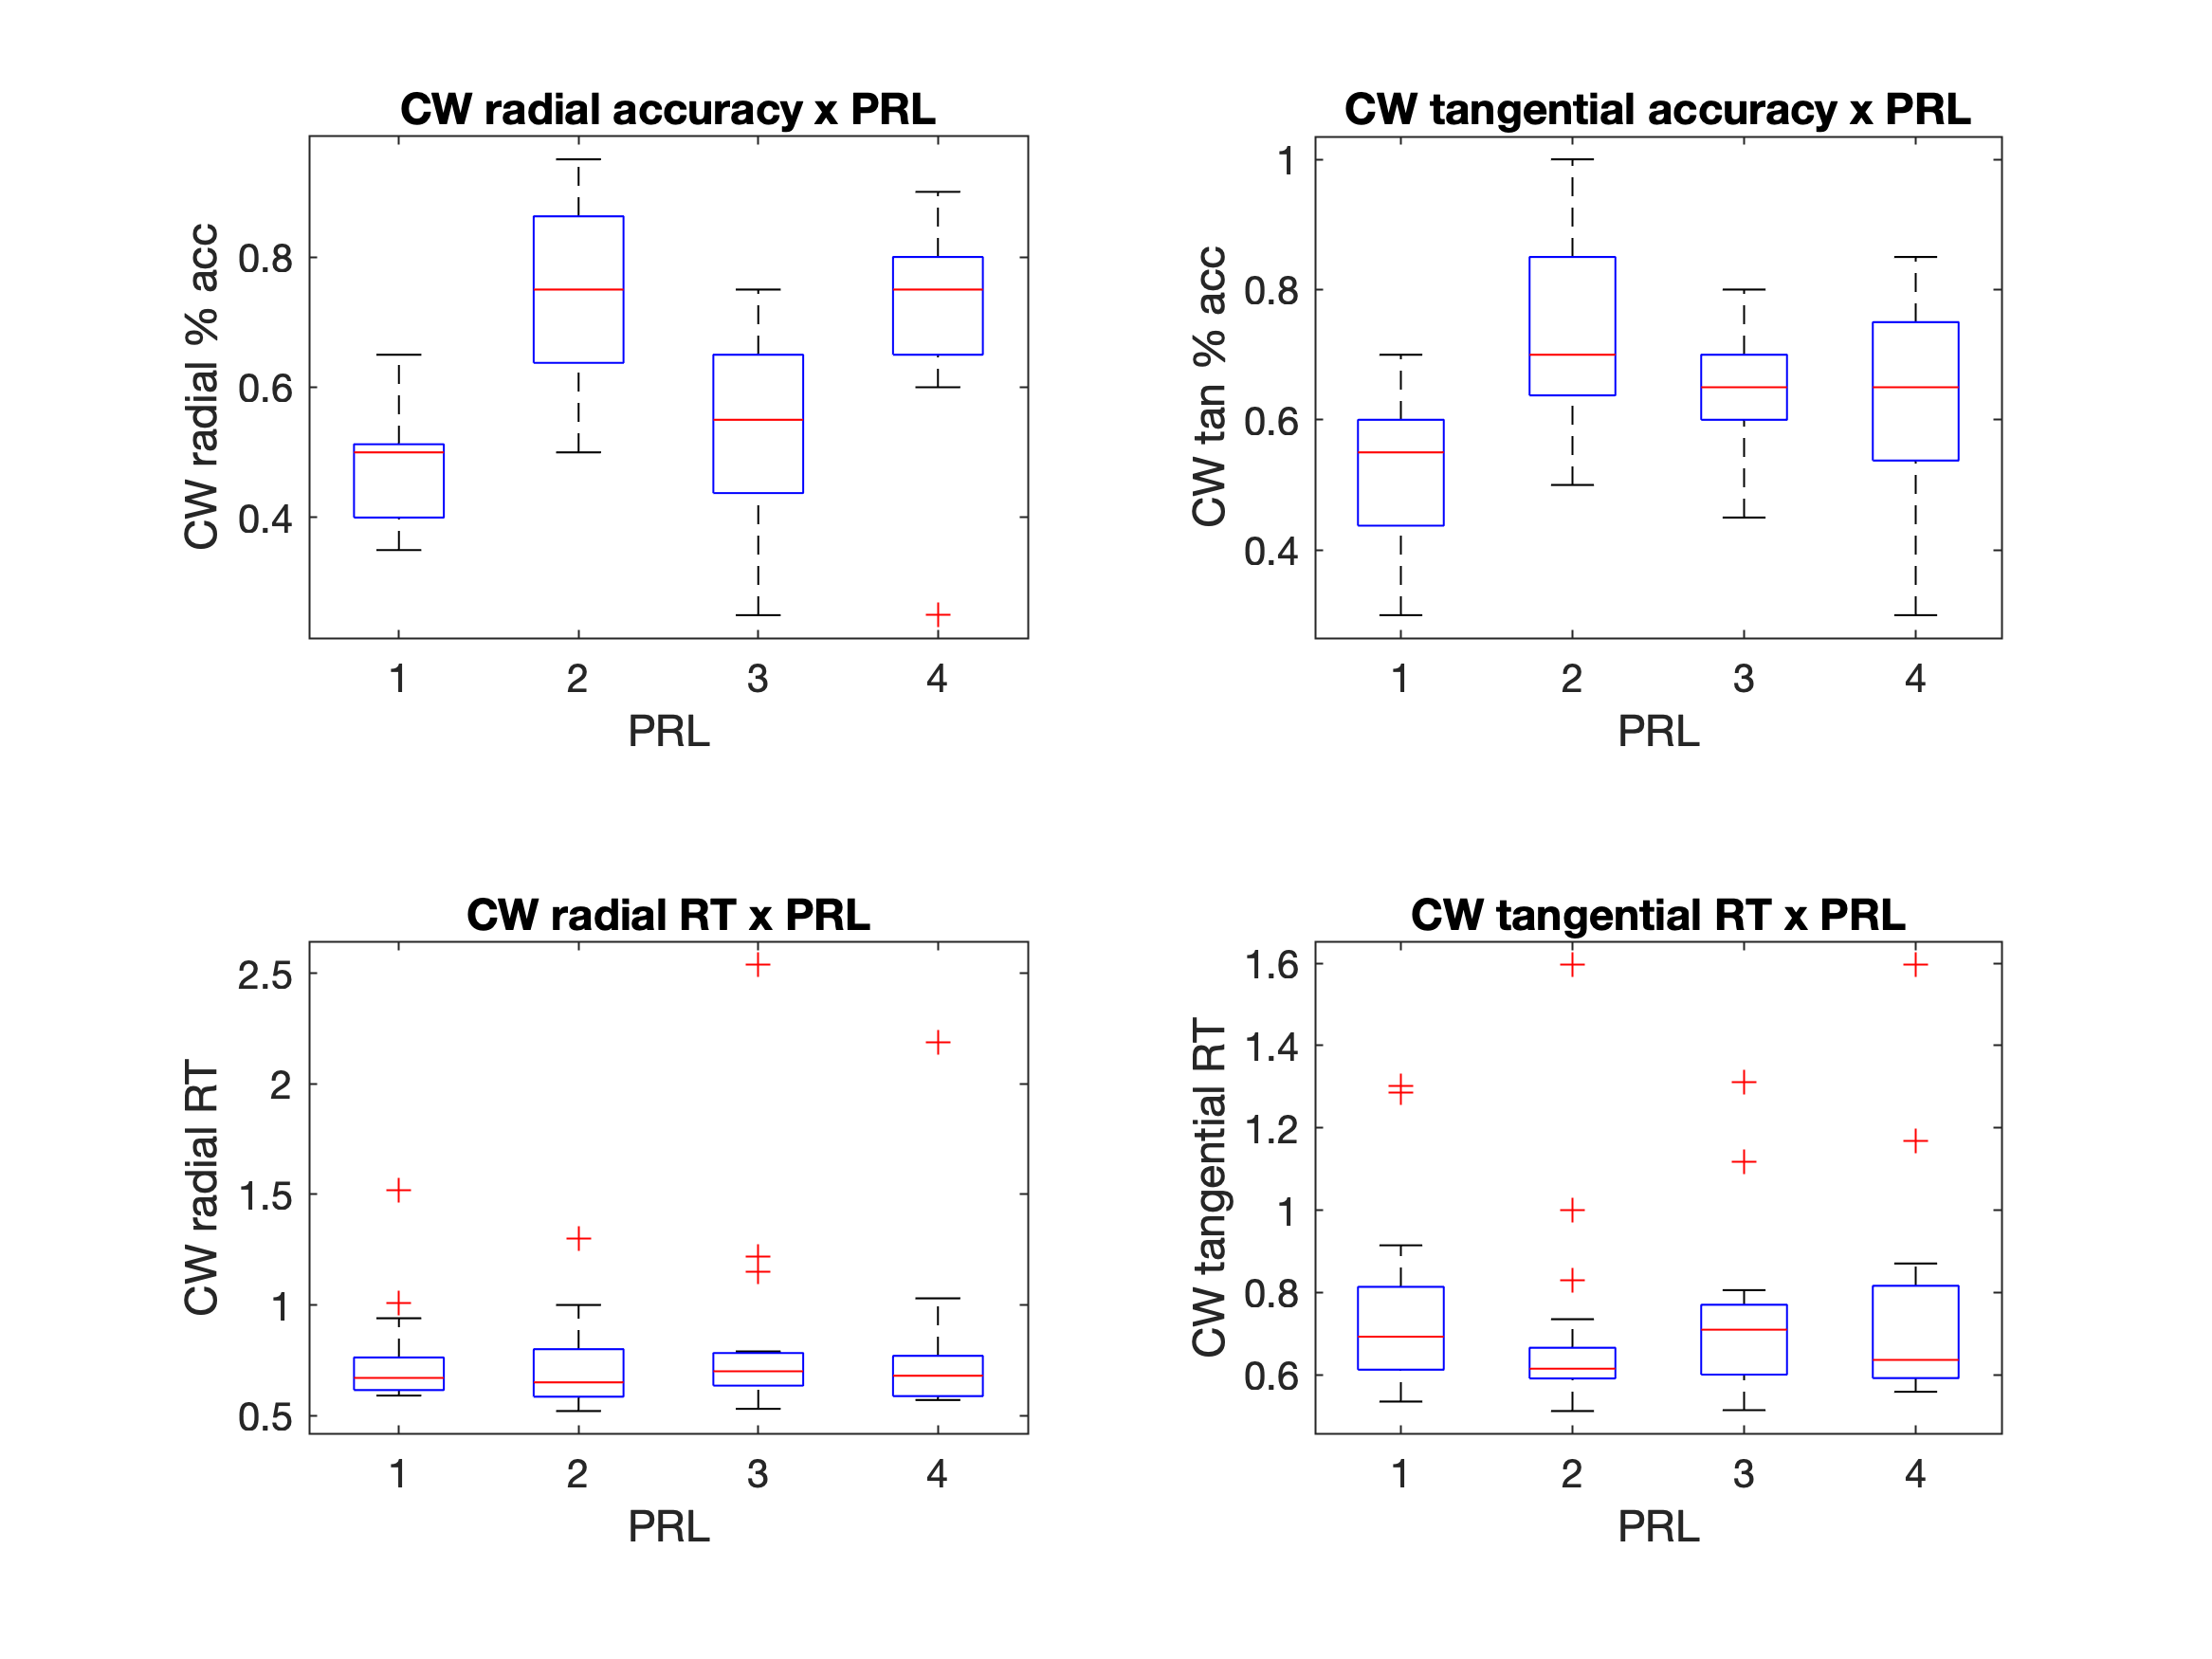 CW radial accuracy x PRL
CW radial % acc
0.8
0.6
0.4
1 2 3 4
PRL
CW tangential accuracy x PRL
CW tan % acc
1
0.8
0.6
0.4
1 2 3 4
PRL
CW radial RT x PRL
CW radial RT
2.5
2
1.5
1
0.5
1 2 3 4
PRL
CW tangential RT x PRL
CW tangential RT
1.6
1.4
1.2
1
0.8
0.6
1 2 3 4
PRL